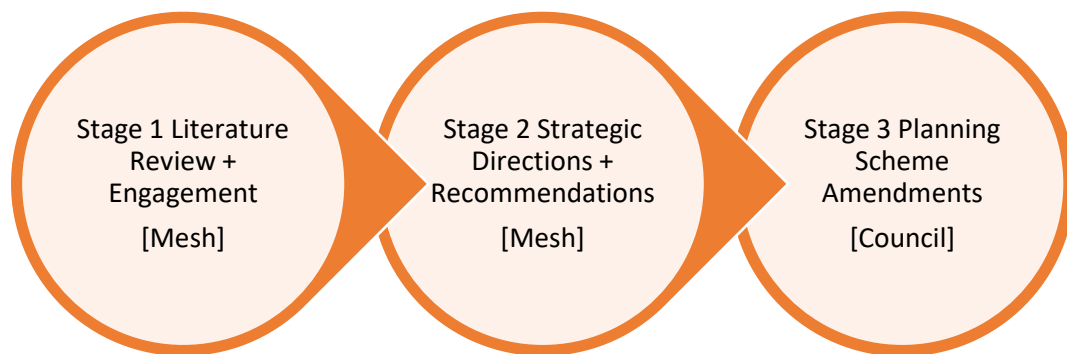 Stage 1 Literature
Review +
Engagement
[Mesh]
Stage 2 Strategic
Directions +
Recommendations
[Mesh]
Stage 3 Planning
Scheme
Amendments
[Council]